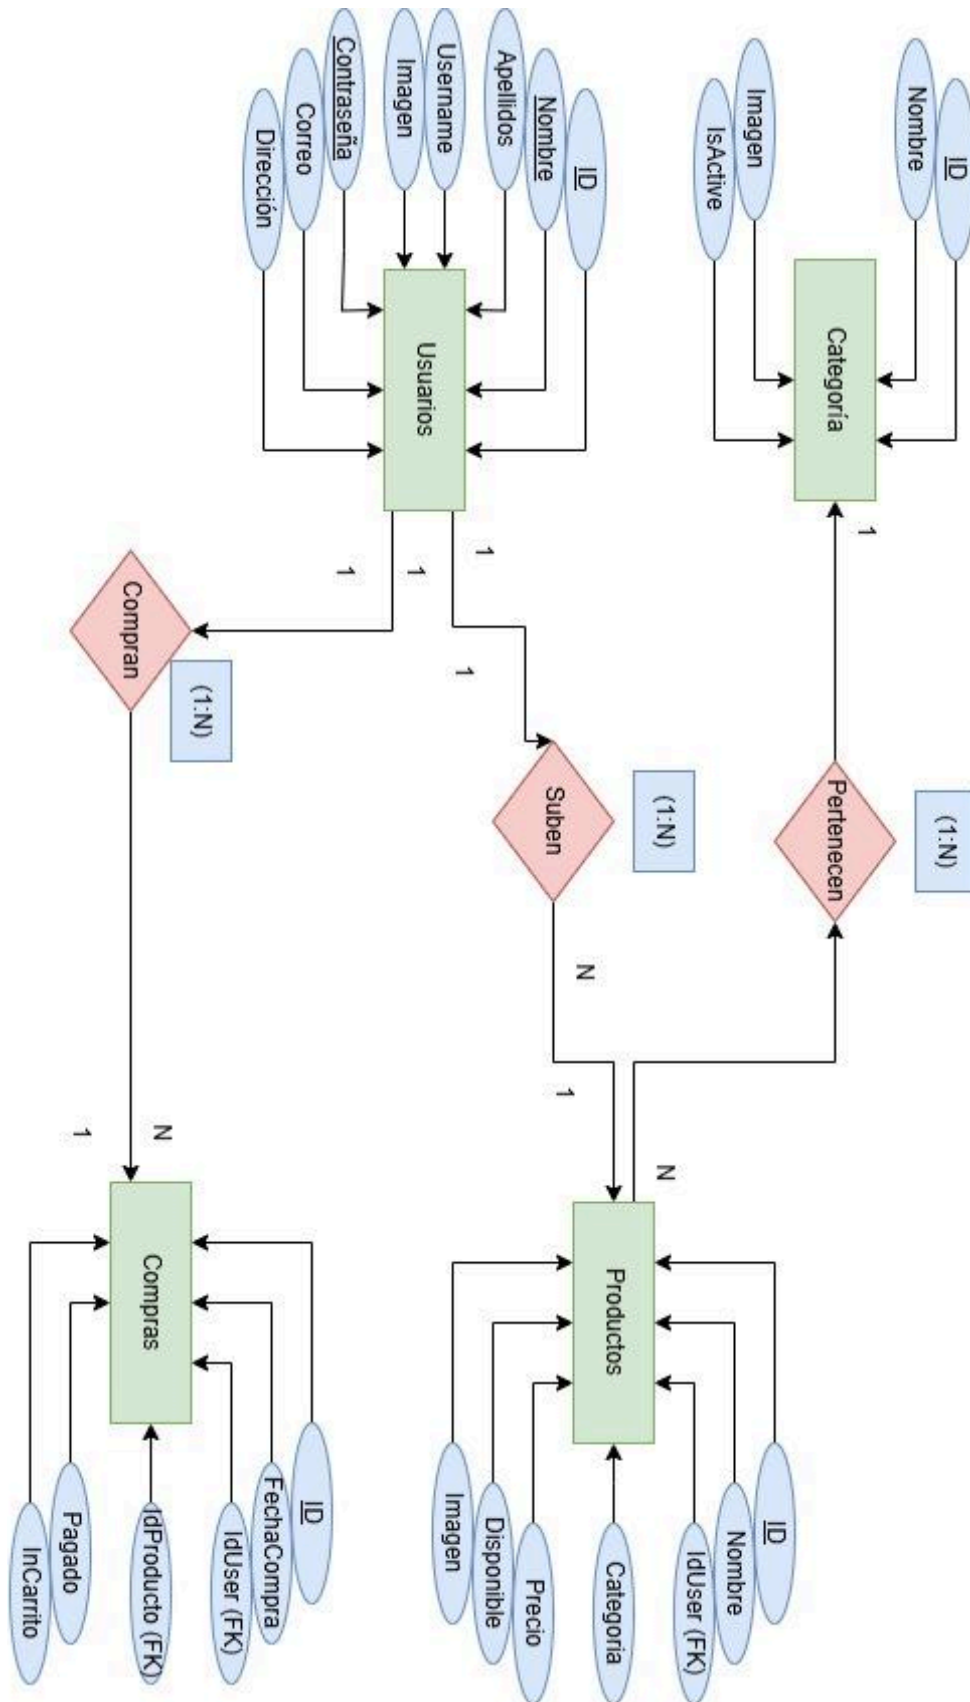 ID
Nombre
Categoría
Imagen
IsActive
1
(1:N)
Pertenecen
N
ID
Nombre
IdUser (FK)
Categoria
Productos
Precio
Disponible
Imagen
(1:N)
Suben
N
1
ID
Nombre
Apellidos
Username
Imagen
Contraseña
Correo
Dirección
Usuarios
1
1
1
1
Compran
(1:N)
N
1
Compras
ID
FechaCompra
IdUser (FK)
IdProducto (FK)
Pagado
InCarrito